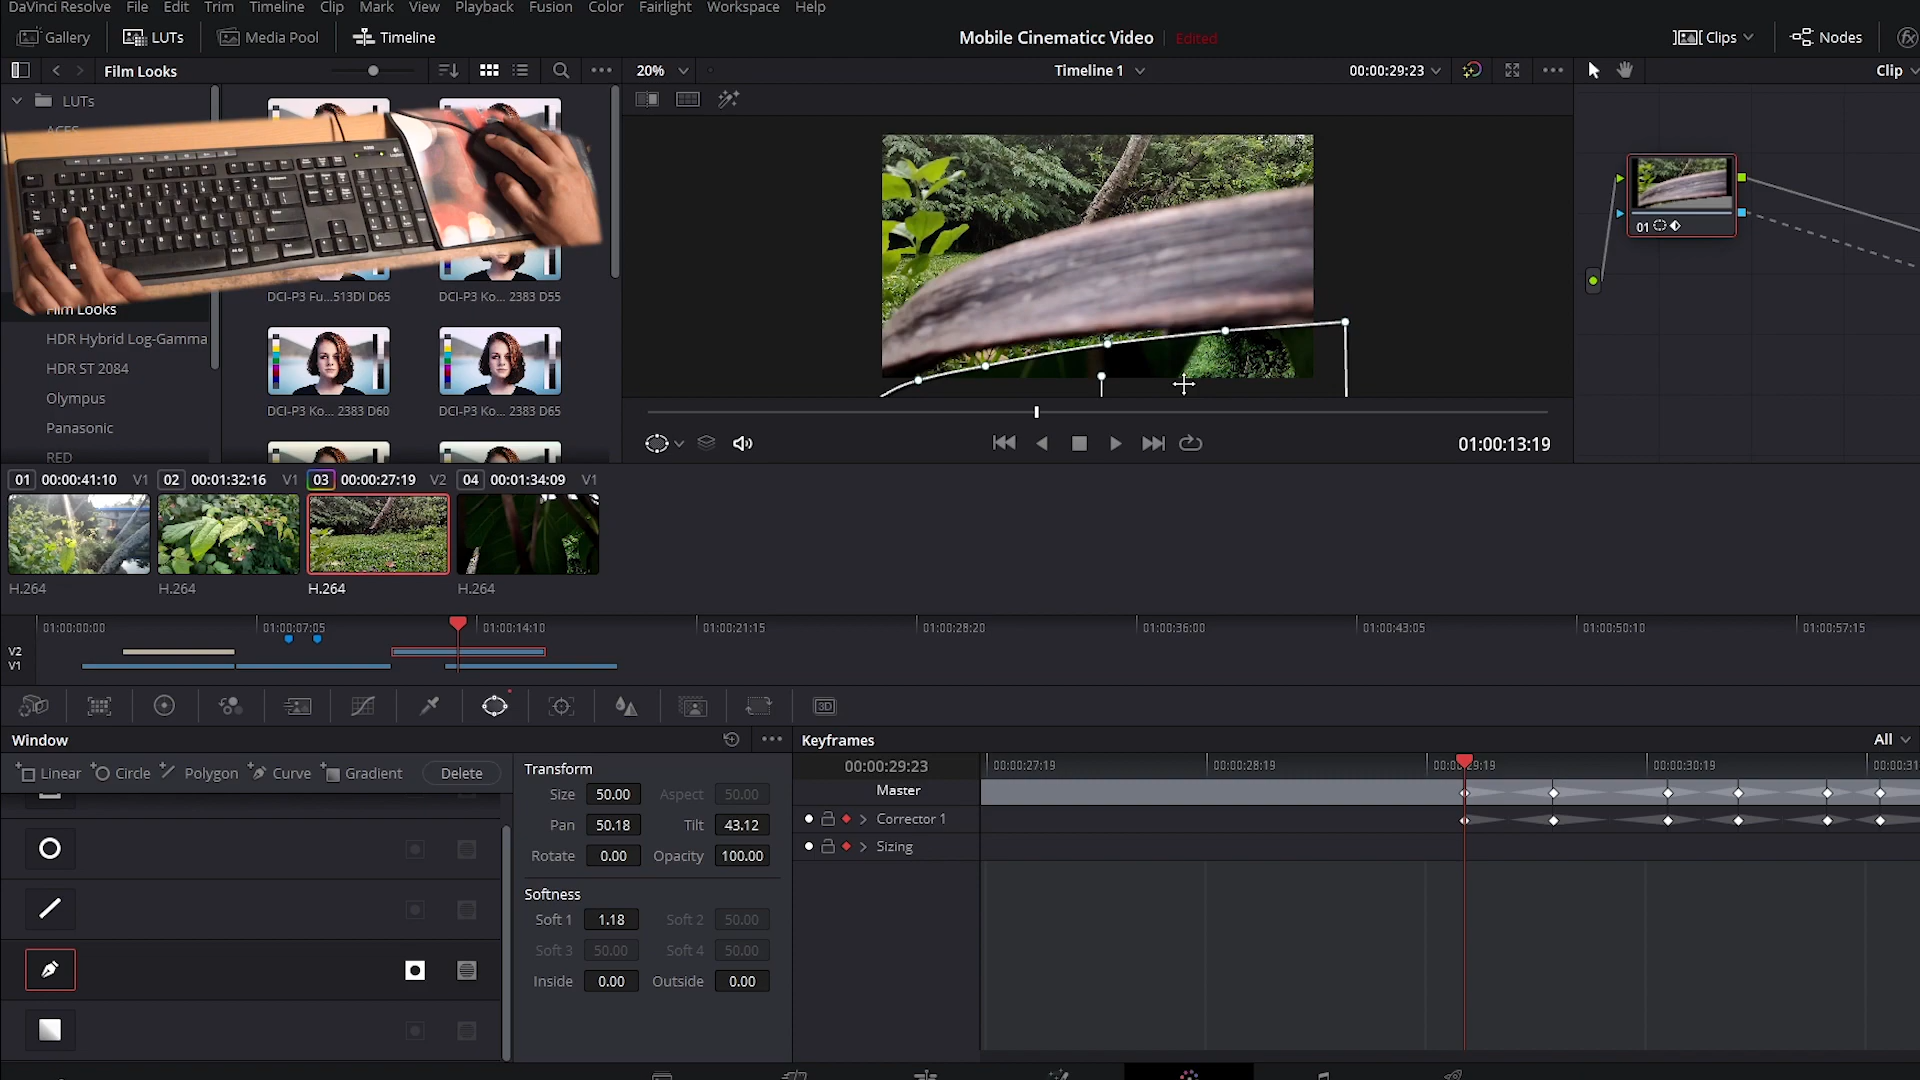 DaVinci Resolve File Edit Trim Timeline Clip Mark View Playback Fusion Color Fairlight Workspace Help
Gallery LUTs Media Pool Timeline Mobile Cinematicc Video Edited Clips Nodes
Film Looks 20% Timeline 1 00:00:29:23 Clip
LUTs
Film Looks
HDR Hybrid Log-Gamma
HDR ST 2084
Olympus
Panasonic
RED
DCI-P3 Fu...513DI D65 DCI-P3 Ko... 2383 D55
DCI-P3 Ko... 2383 D60 DCI-P3 Ko... 2383 D65
01
01:00:13:19
01 00:00:41:10 V1 02 00:01:32:16 V1 03 00:00:27:19 V2 04 00:01:34:09 V1
H.264 H.264 H.264 H.264
01:00:00:00 01:00:07:05 01:00:14:10 01:00:21:15 01:00:28:20 01:00:36:00 01:00:43:05 01:00:50:10 01:00:57:15
V2
V1
3D
Window
Linear Circle Polygon Curve Gradient Delete
Transform
Size 50.00 Aspect 50.00
Pan 50.18 Tilt 43.12
Rotate 0.00 Opacity 100.00
Softness
Soft 1 1.18 Soft 2 50.00
Soft 3 50.00 Soft 4 50.00
Inside 0.00 Outside 0.00
Keyframes All
00:00:29:23 00:00:27:19 00:00:28:19 00:00:30:19 00:00:31
Master
Corrector 1
Sizing